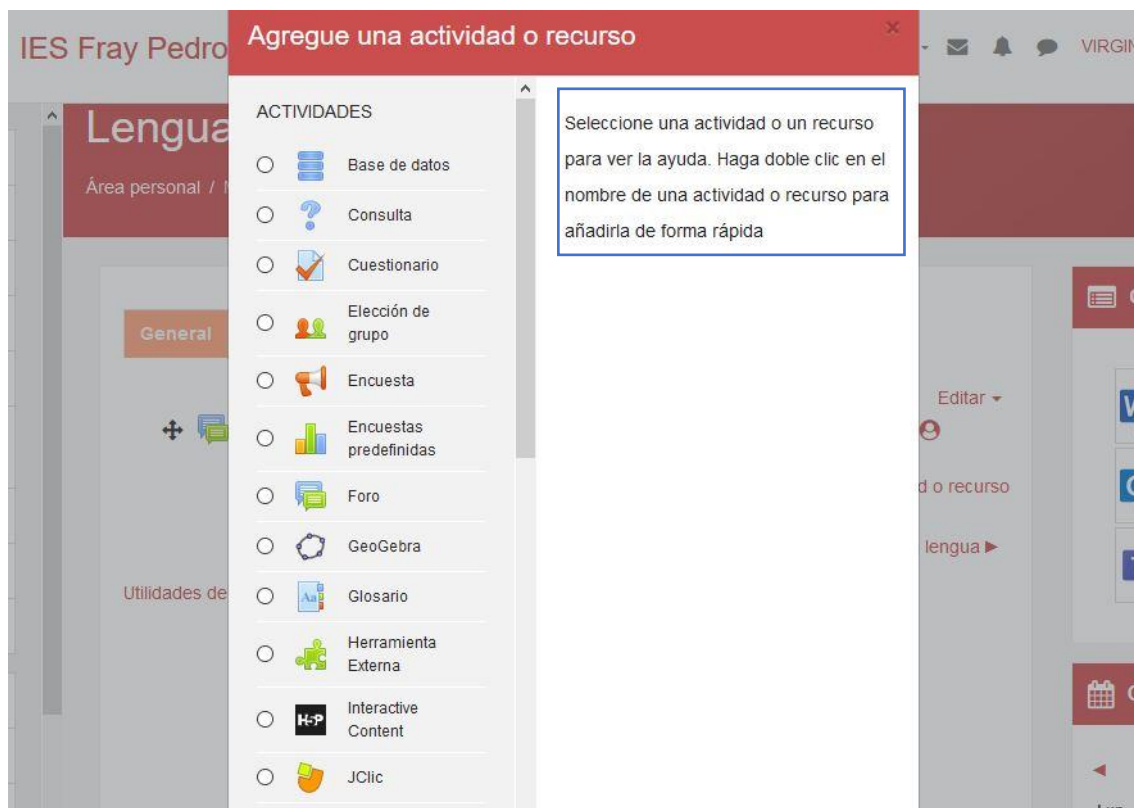 IES Fray Pedro
Agregue una actividad o recurso
VIRGIN
Lengua
Área personal /
ACTIVIDADES
Base de datos
Consulta
Cuestionario
Elección de
grupo
Encuesta
Encuestas
predefinidas
Foro
GeoGebra
Glosario
Herramienta
Externa
H-P
Interactive
Content
JClic
Seleccione una actividad o un recurso
para ver la ayuda. Haga doble clic en el
nombre de una actividad o recurso para
añadirla de forma rápida
General
Editar
d o recurso
lengua
Utilidades de